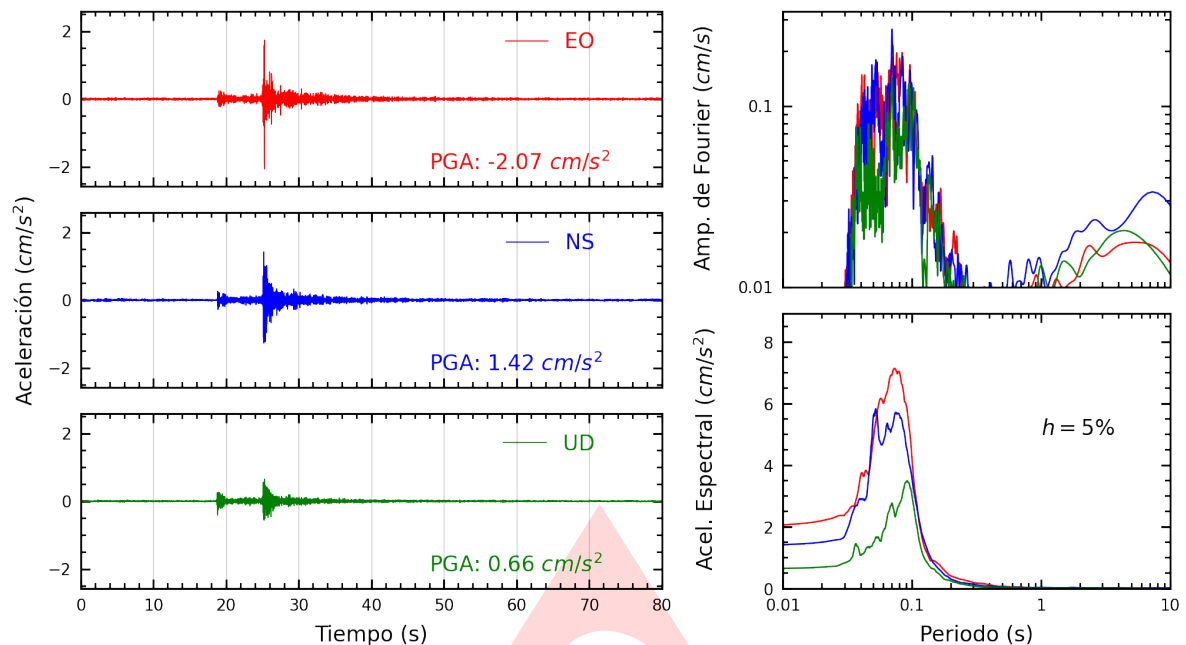 Aceleración (cm/s²)
2
0
−2
EO
PGA: -2.07 cm/s²
2
0
−2
NS
PGA: 1.42 cm/s²
2
0
−2
UD
PGA: 0.66 cm/s²
0 10 20 30 40 50 60 70 80
Tiempo (s)
Amp. de Fourier (cm/s)
0.1
0.01
Acel. Espectral (cm/s²)
8
6
4
2
0
h = 5%
0.01 0.1 1 10
Periodo (s)